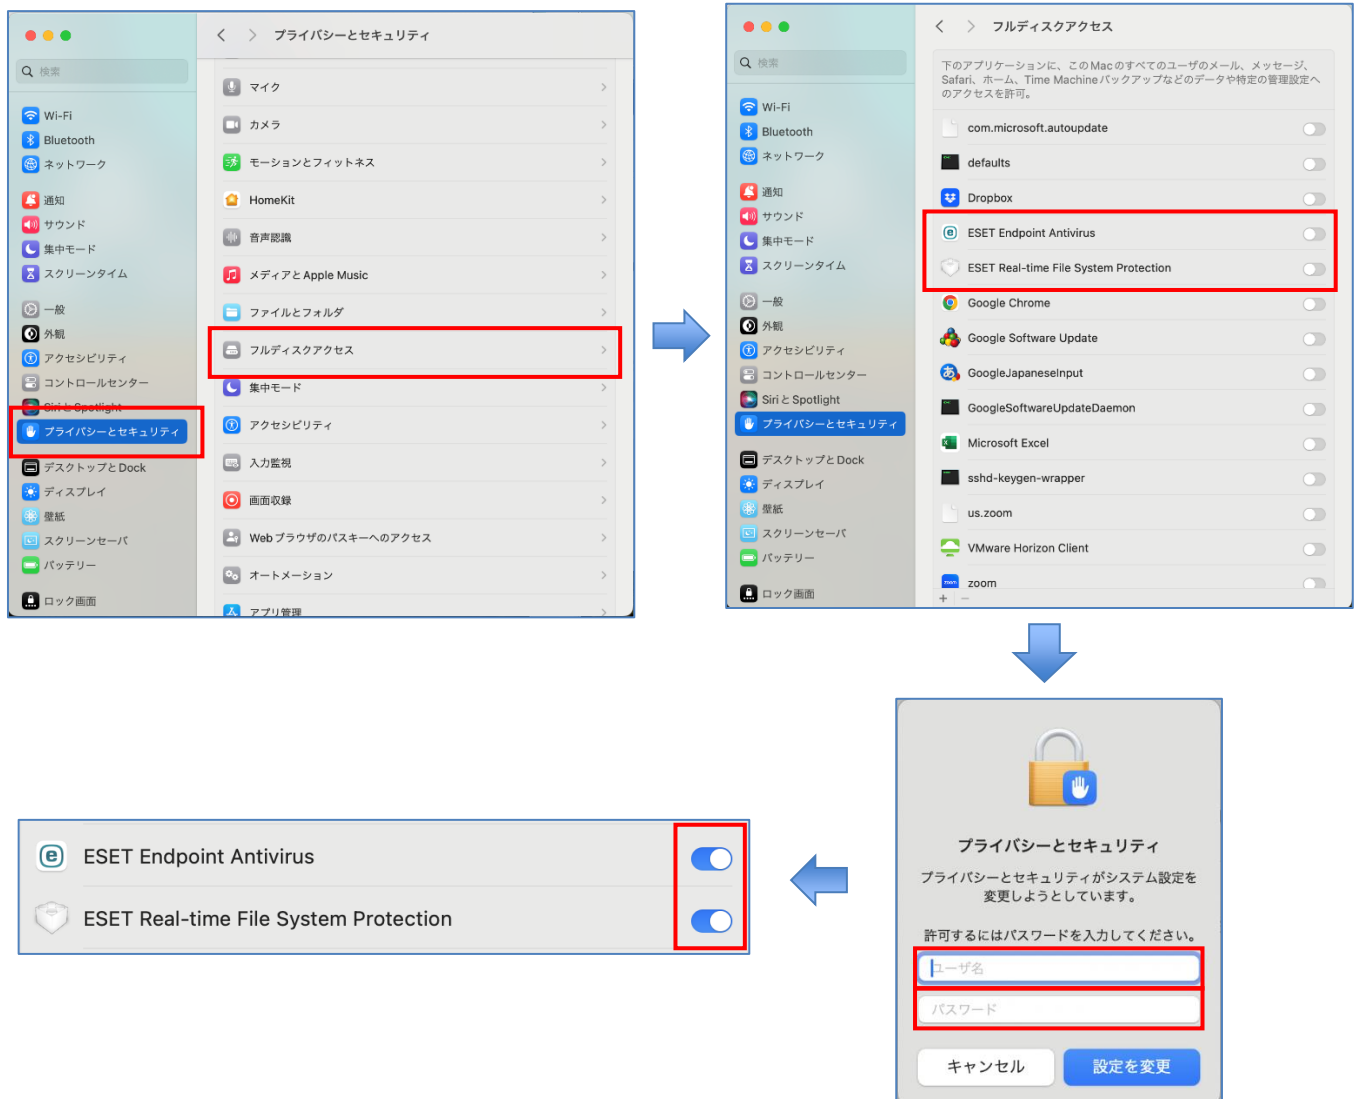 プライバシーとセキュリティ
検索
Wi-Fi
Bluetooth
ネットワーク
通知
サウンド
集中モード
スクリーンタイム
一般
外観
アクセシビリティ
コントロールセンター
Siri と Spotlight
プライバシーとセキュリティ
デスクトップと Dock
ディスプレイ
壁紙
スクリーンセーバ
バッテリー
ロック画面
マイク
カメラ
モーションとフィットネス
HomeKit
音声認識
メディアと Apple Music
ファイルとフォルダ
フルディスクアクセス
集中モード
アクセシビリティ
入力監視
画面収録
Web ブラウザのパスキーへのアクセス
オートメーション
アプリ管理
フルディスクアクセス
検索
Wi-Fi
Bluetooth
ネットワーク
通知
サウンド
集中モード
スクリーンタイム
一般
外観
アクセシビリティ
コントロールセンター
Siri と Spotlight
プライバシーとセキュリティ
デスクトップと Dock
ディスプレイ
壁紙
スクリーンセーバ
バッテリー
ロック画面
下のアプリケーションに、この Mac のすべてのユーザのメール、メッセージ、
Safari、ホーム、Time Machine バックアップなどのデータや特定の管理設定へ
のアクセスを許可。
com.microsoft.autoupdate
defaults
Dropbox
ESET Endpoint Antivirus
ESET Real-time File System Protection
Google Chrome
Google Software Update
GoogleJapaneseInput
GoogleSoftwareUpdateDaemon
Microsoft Excel
sshd-keygen-wrapper
us.zoom
VMware Horizon Client
zoom
プライバシーとセキュリティ
プライバシーとセキュリティがシステム設定を
変更しようとしています。
許可するにはパスワードを入力してください。
ユーザ名
パスワード
キャンセル
設定を変更
ESET Endpoint Antivirus
ESET Real-time File System Protection